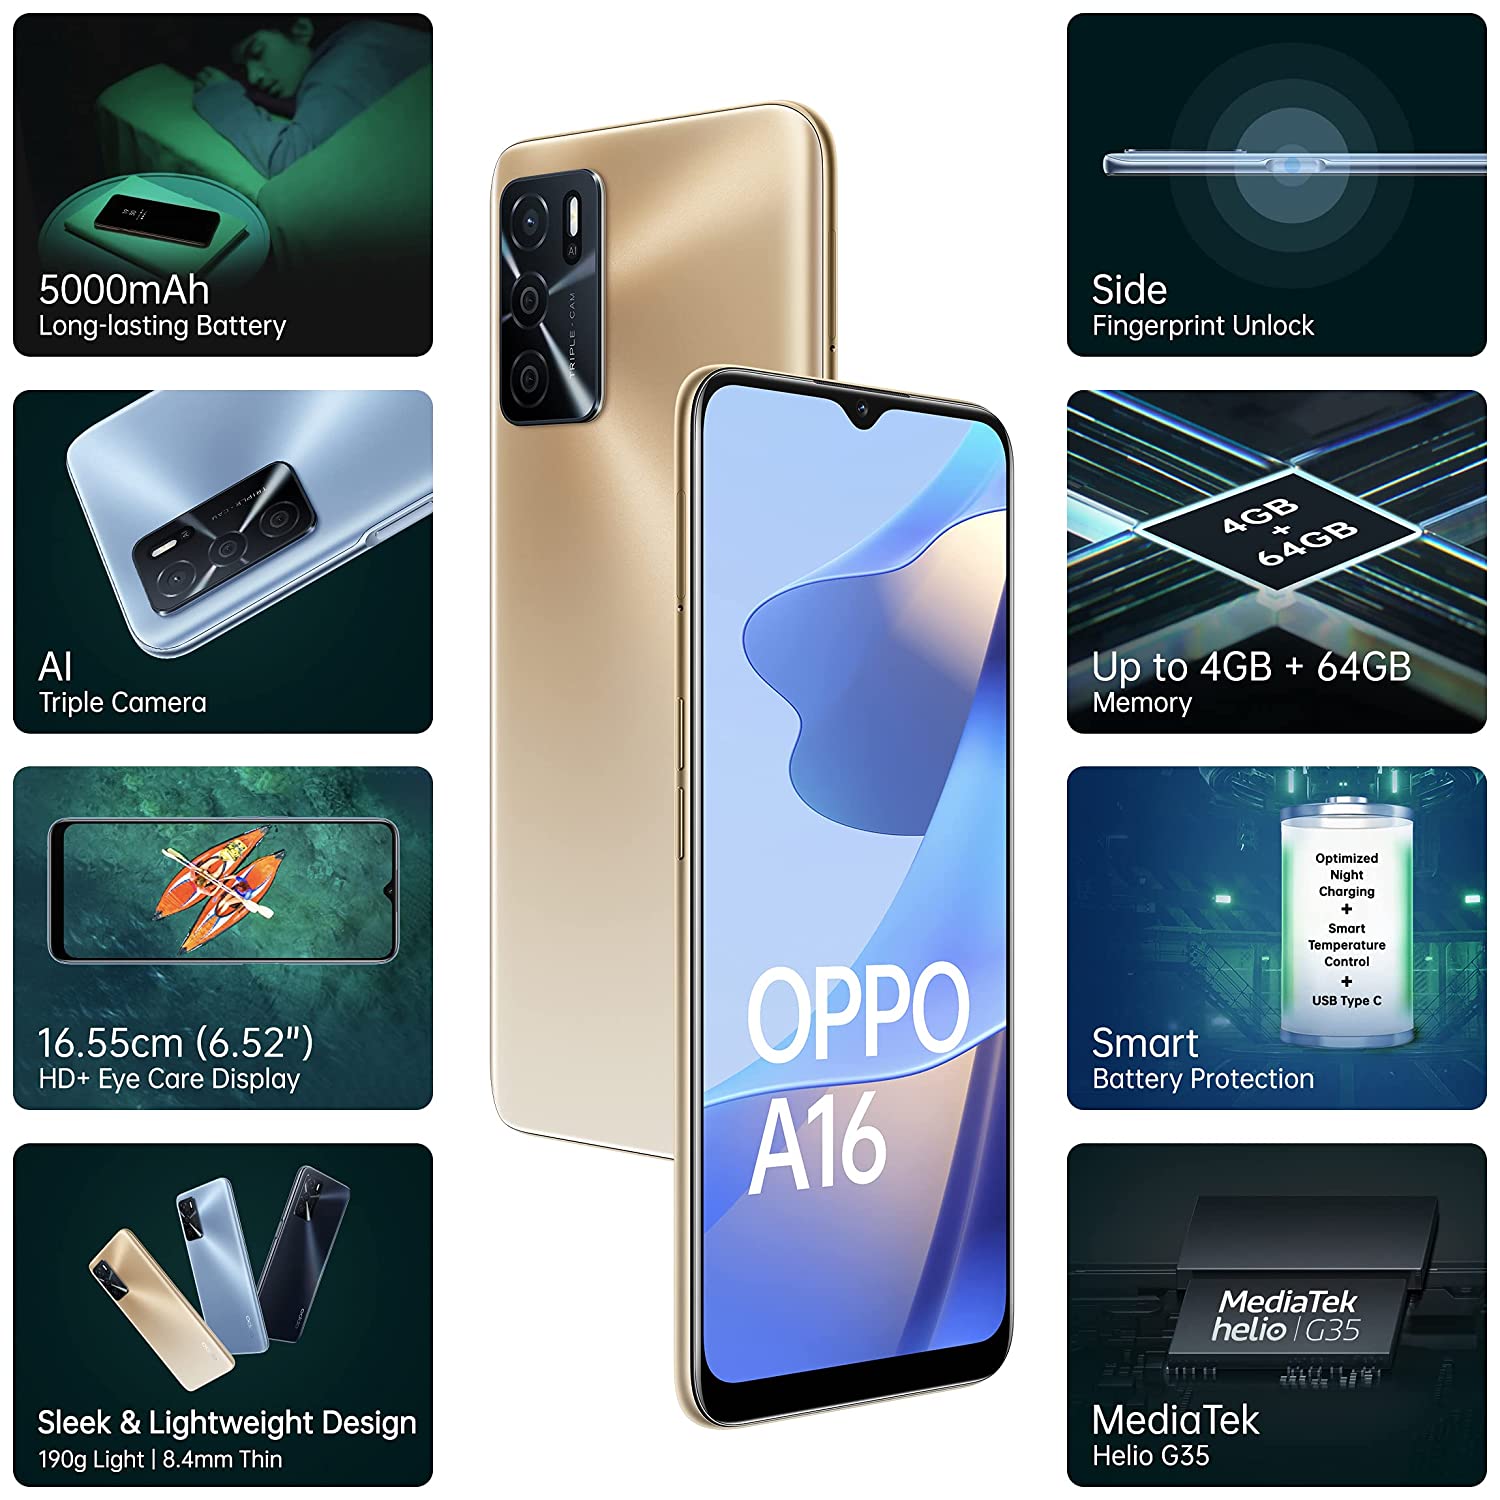 5000mAh
Long-lasting Battery
AI
Triple Camera
16.55cm (6.52")
HD+ Eye Care Display
Sleek & Lightweight Design
190g Light | 8.4mm Thin
AI
TRIPLE - CAM
TRIPLE - CAM
OPPO
A16
Side
Fingerprint Unlock
4GB
+
64GB
Up to 4GB + 64GB
Memory
Optimized
Night
Charging
+
Smart
Temperature
Control
+
USB Type C
Smart
Battery Protection
MediaTek
helio | G35
MediaTek
Helio G35